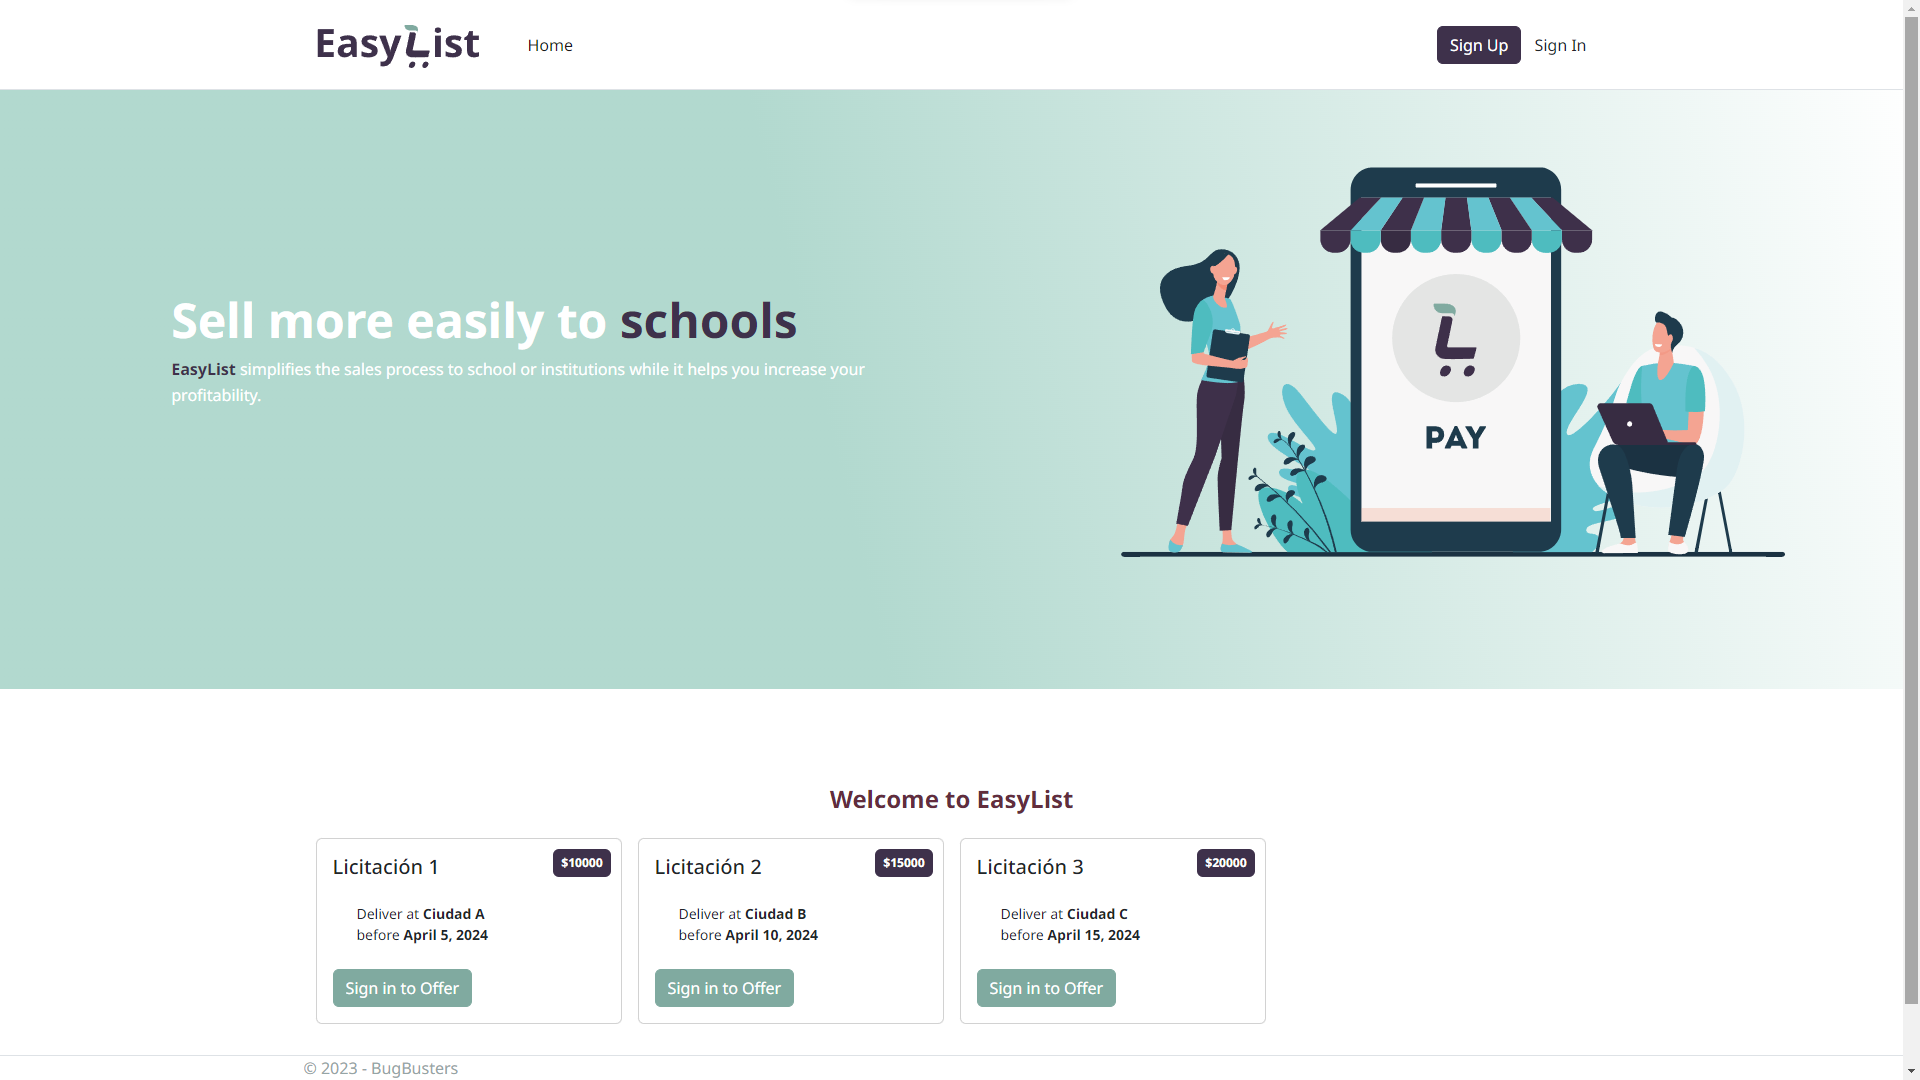 EasyList
Home
Sign Up
Sign In
Sell more easily to schools
EasyList simplifies the sales process to school or institutions while it helps you increase your
profitability.
PAY
Welcome to EasyList
Licitación 1
$10000
Deliver at Ciudad A
before April 5, 2024
Sign in to Offer
Licitación 2
$15000
Deliver at Ciudad B
before April 10, 2024
Sign in to Offer
Licitación 3
$20000
Deliver at Ciudad C
before April 15, 2024
Sign in to Offer
© 2023 - BugBusters